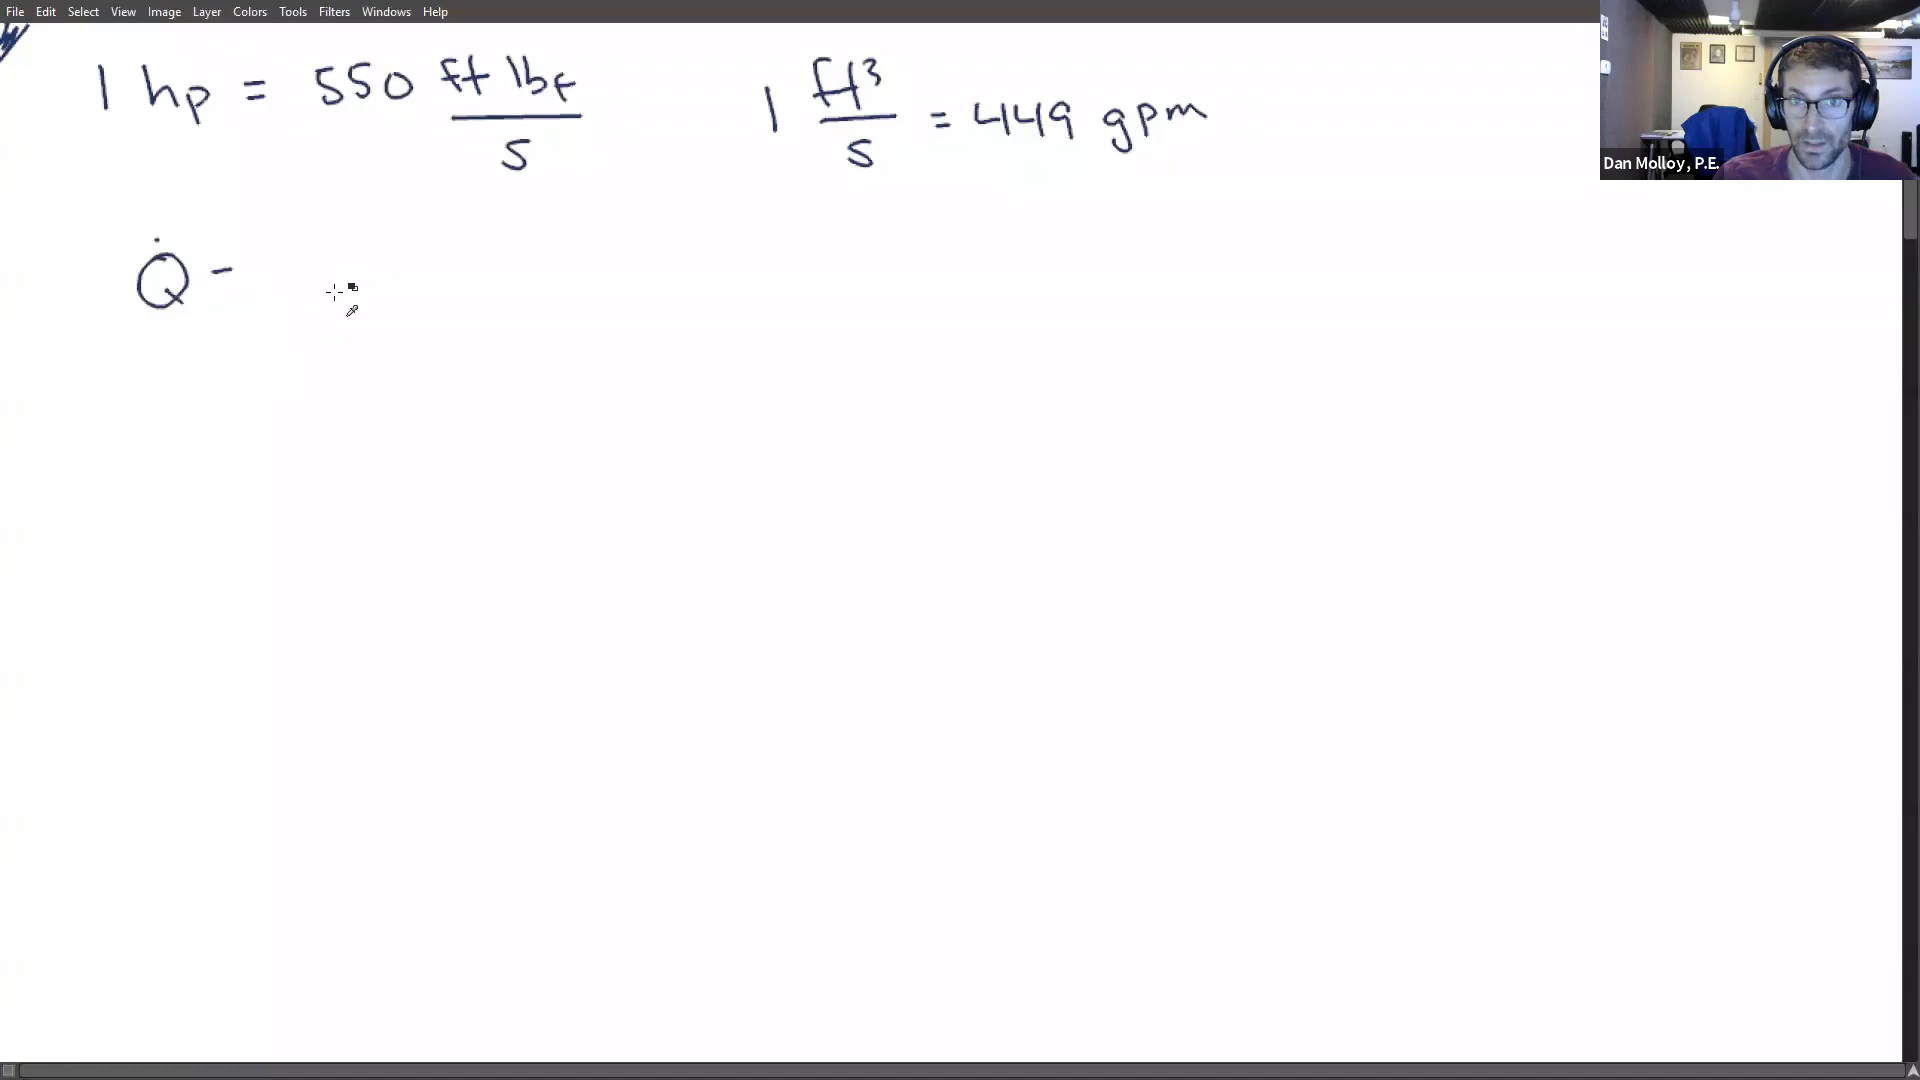 File Edit Select View Image Layer Colors Tools Filters Windows Help
1 hp = 550 ft lbf / s
1 ft³ / s = 449 gpm
Dan Molloy, P.E.
Q̇ -